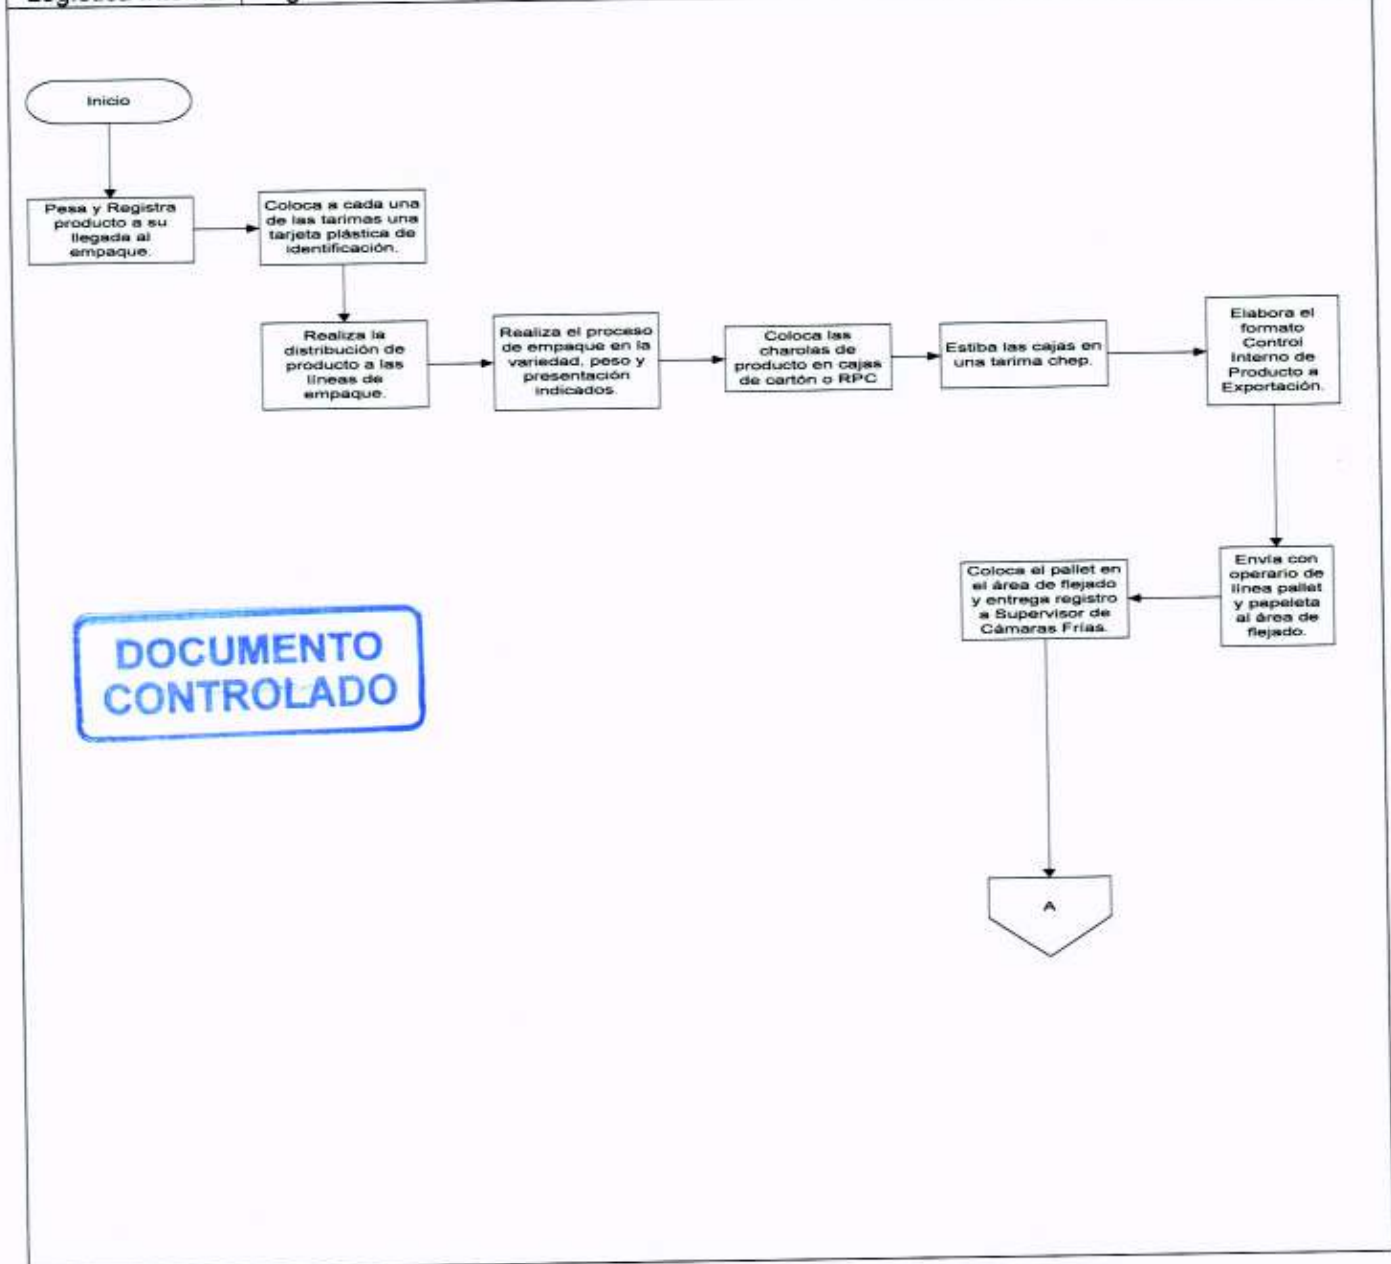 Inicio
Pesa y Registra
producto a su
llegada al
empaque.
Coloca a cada una
de las tarimas una
tarjeta plástica de
identificación.
Realiza la
distribución de
producto a las
líneas de
empaque.
Realiza el proceso
de empaque en la
variedad, peso y
presentación
indicados.
Coloca las
charolas de
producto en cajas
de cartón o RPC
Estiba las cajas en
una tarima chep.
Elabora el
formato
Control
Interno de
Producto a
Exportación.
Envía con
operario de
línea pallet
y papeleta
al área de
flejado.
Coloca el pallet en
el área de flejado
y entrega registro
a Supervisor de
Cámaras Frías.
A
DOCUMENTO
CONTROLADO